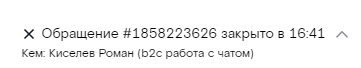 Обращение #1858223626 закрыто в 16:41
Кем: Киселев Роман (b2c работа с чатом)